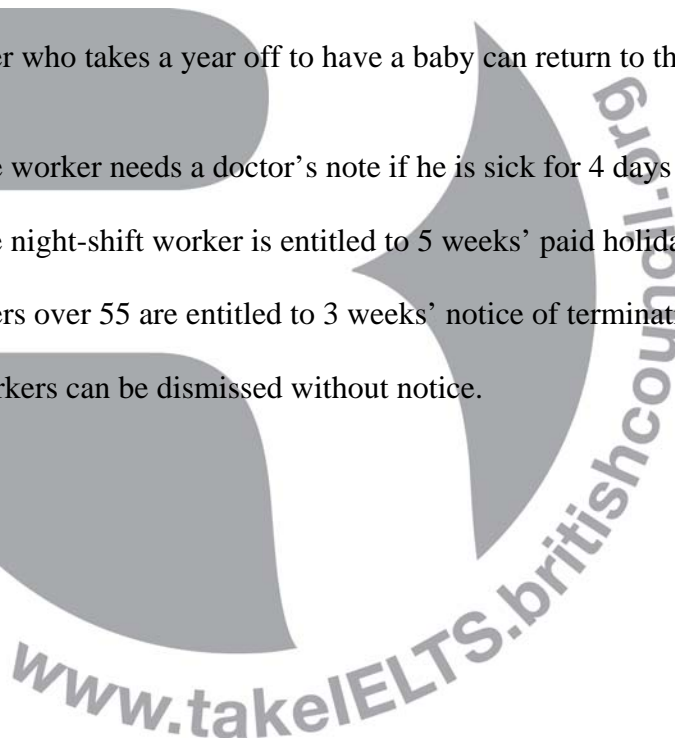 er who takes a year off to have a baby can return to th
e worker needs a doctor's note if he is sick for 4 days
e night-shift worker is entitled to 5 weeks' paid holida
ers over 55 are entitled to 3 weeks' notice of terminati
rkers can be dismissed without notice.
www.takeIELTS.britishcouncil.org